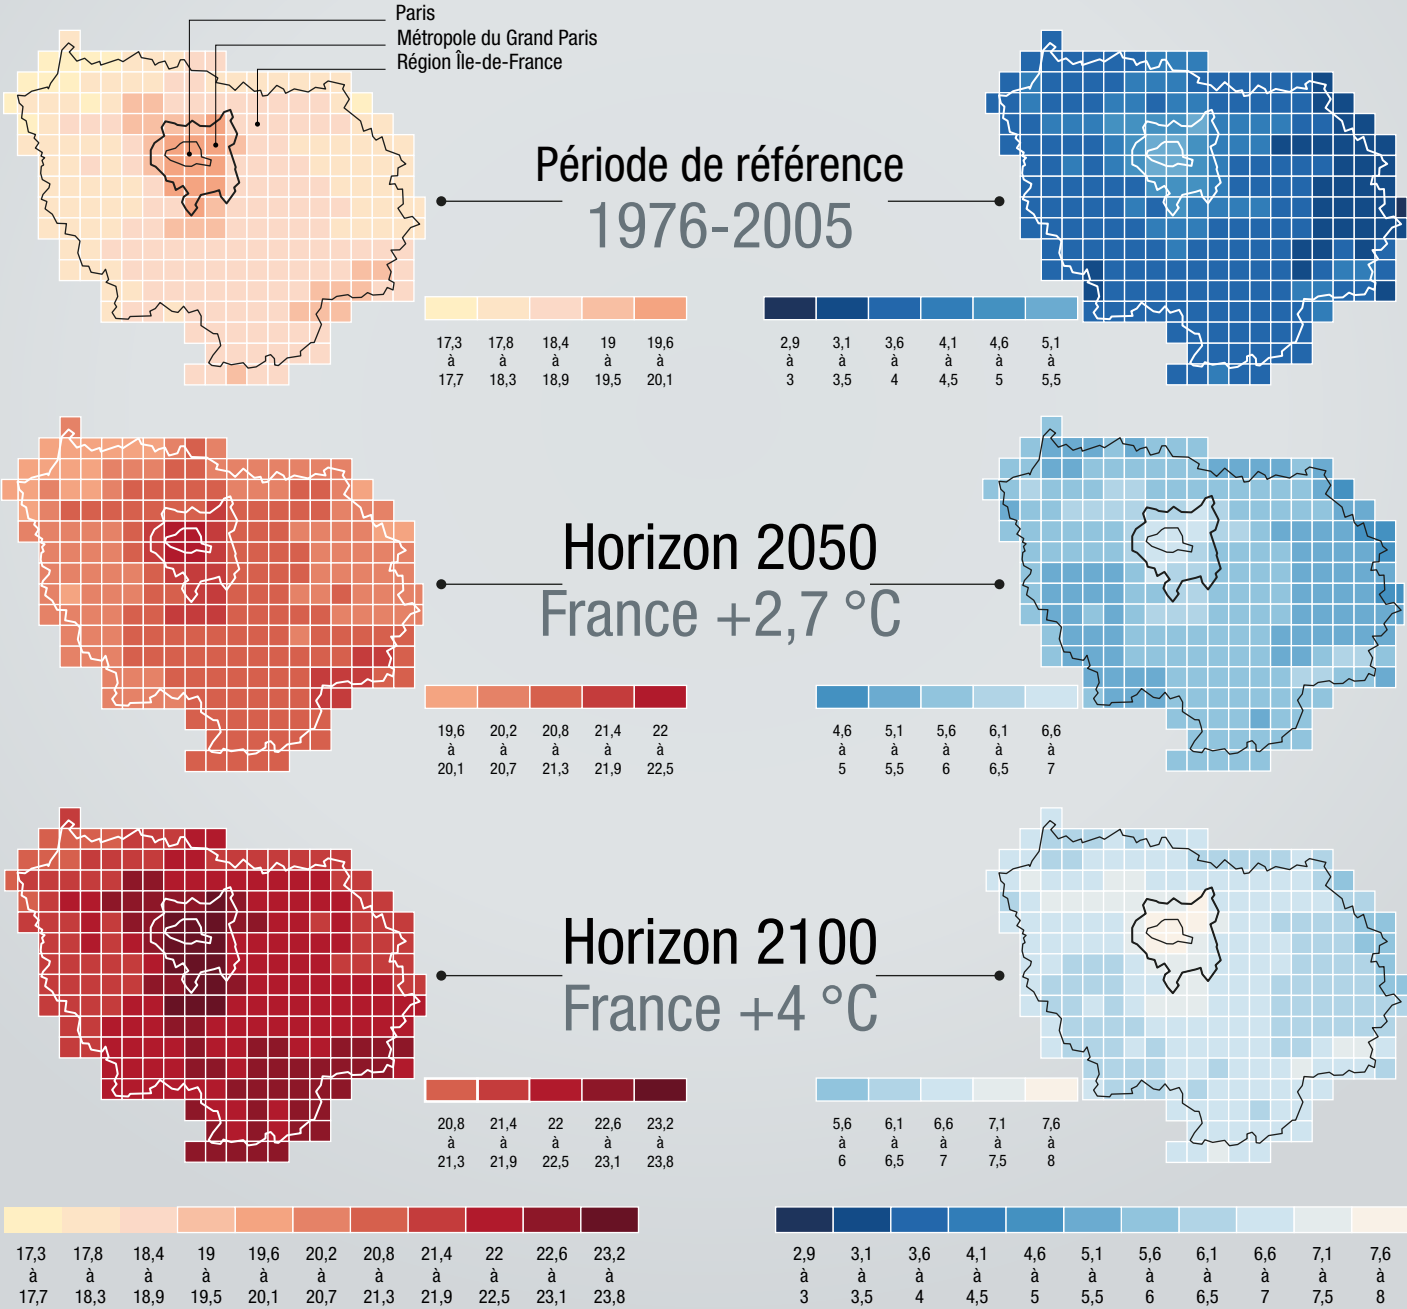 Paris
Métropole du Grand Paris
Région Île-de-France
Période de référence
1976-2005
17,3 17,8 18,4 19 19,6
à à à à à
17,7 18,3 18,9 19,5 20,1
2,9 3,1 3,6 4,1 4,6 5,1
à à à à à à
3 3,5 4 4,5 5 5,5
Horizon 2050
France +2,7 °C
19,6 20,2 20,8 21,4 22
à à à à à
20,1 20,7 21,3 21,9 22,5
4,6 5,1 5,6 6,1 6,6
à à à à à
5 5,5 6 6,5 7
Horizon 2100
France +4 °C
20,8 21,4 22 22,6 23,2
à à à à à
21,3 21,9 22,5 23,1 23,8
5,6 6,1 6,6 7,1 7,6
à à à à à
6 6,5 7 7,5 8
17,3 17,8 18,4 19 19,6 20,2 20,8 21,4 22 22,6 23,2
à à à à à à à à à à à
17,7 18,3 18,9 19,5 20,1 20,7 21,3 21,9 22,5 23,1 23,8
2,9 3,1 3,6 4,1 4,6 5,1 5,6 6,1 6,6 7,1 7,6
à à à à à à à à à à à
3 3,5 4 4,5 5 5,5 6 6,5 7 7,5 8